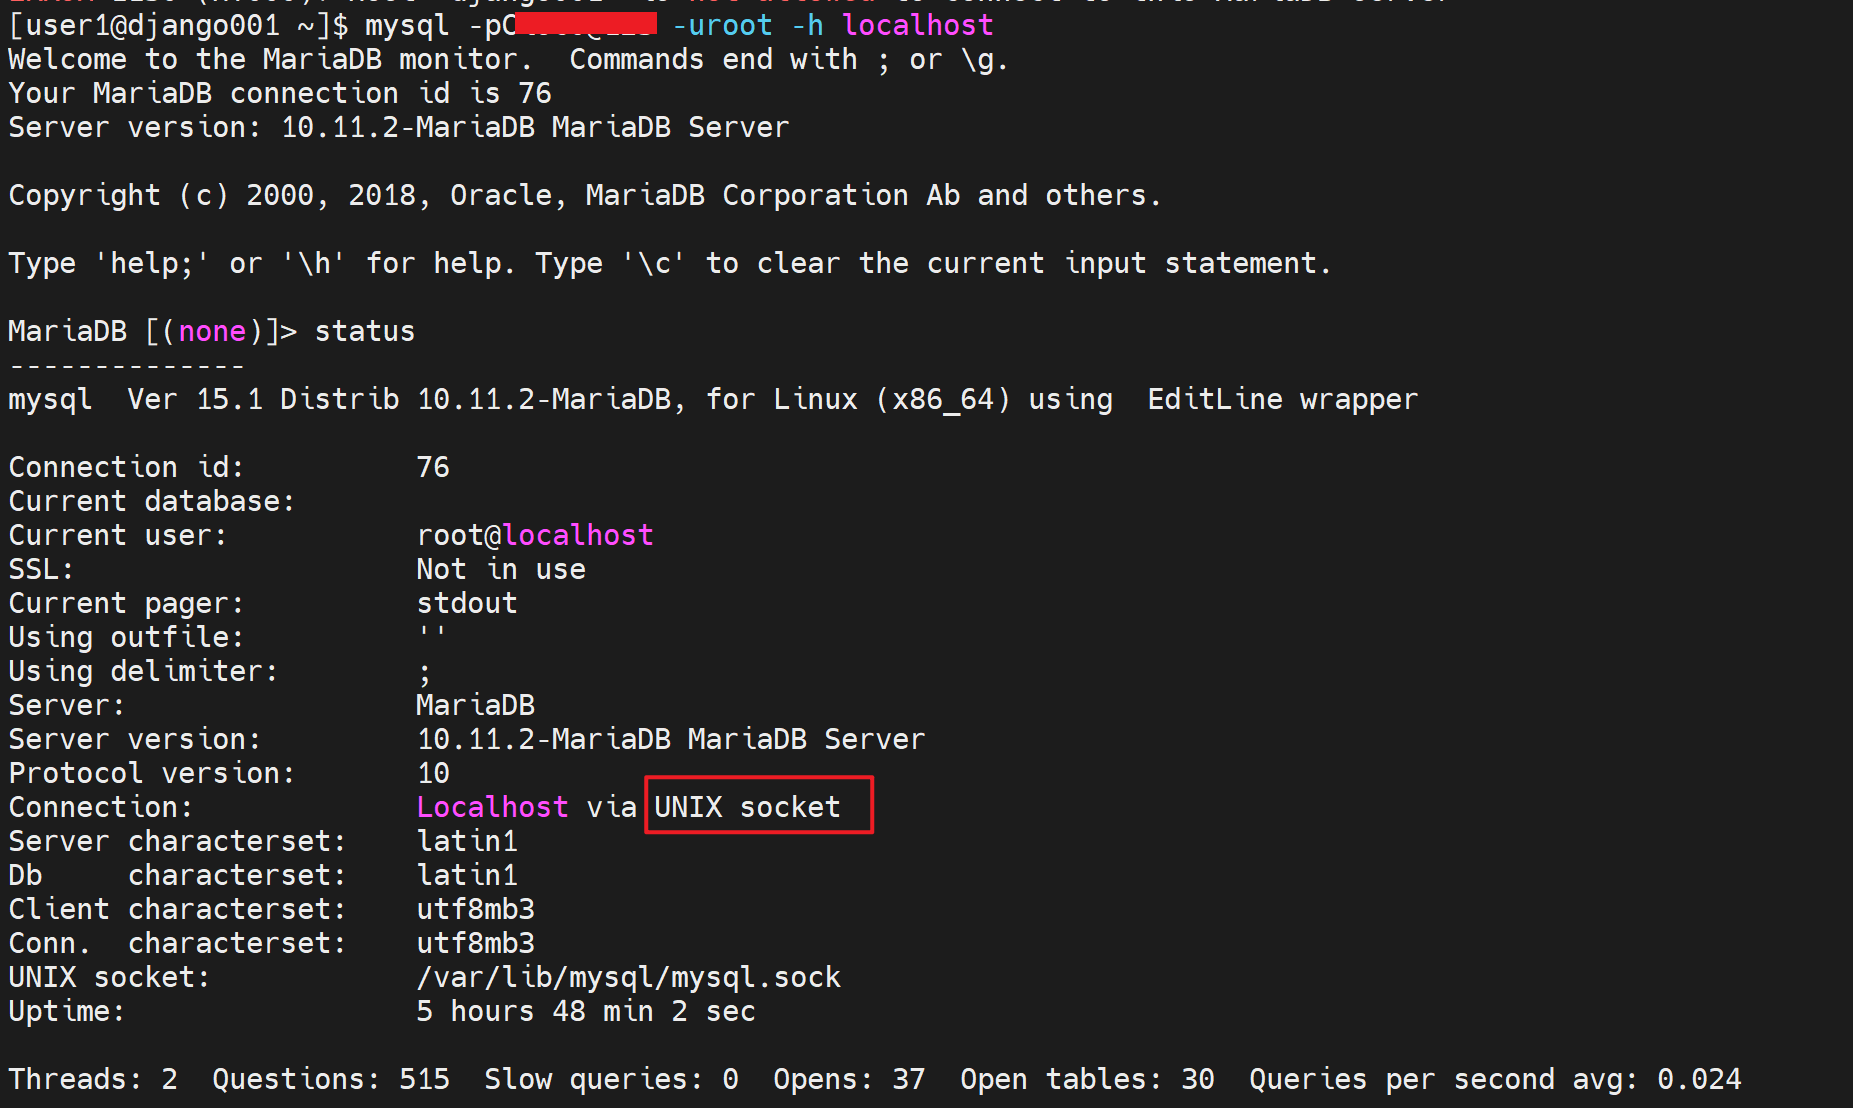 [user1@django001 ~]$ mysql -uroot -h localhost
Welcome to the MariaDB monitor.  Commands end with ; or \g.
Your MariaDB connection id is 76
Server version: 10.11.2-MariaDB MariaDB Server
Copyright (c) 2000, 2018, Oracle, MariaDB Corporation Ab and others.
Type 'help;' or '\h' for help. Type '\c' to clear the current input statement.
MariaDB [(none)]> status
--------------
mysql  Ver 15.1 Distrib 10.11.2-MariaDB, for Linux (x86_64) using  EditLine wrapper
Connection id:          76
Current database:
Current user:           root@localhost
SSL:                    Not in use
Current pager:          stdout
Using outfile:          ''
Using delimiter:        ;
Server:                 MariaDB
Server version:         10.11.2-MariaDB MariaDB Server
Protocol version:       10
Connection:             Localhost via UNIX socket
Server characterset:    latin1
Db     characterset:    latin1
Client characterset:    utf8mb3
Conn.  characterset:    utf8mb3
UNIX socket:            /var/lib/mysql/mysql.sock
Uptime:                 5 hours 48 min 2 sec
Threads: 2  Questions: 515  Slow queries: 0  Opens: 37  Open tables: 30  Queries per second avg: 0.024